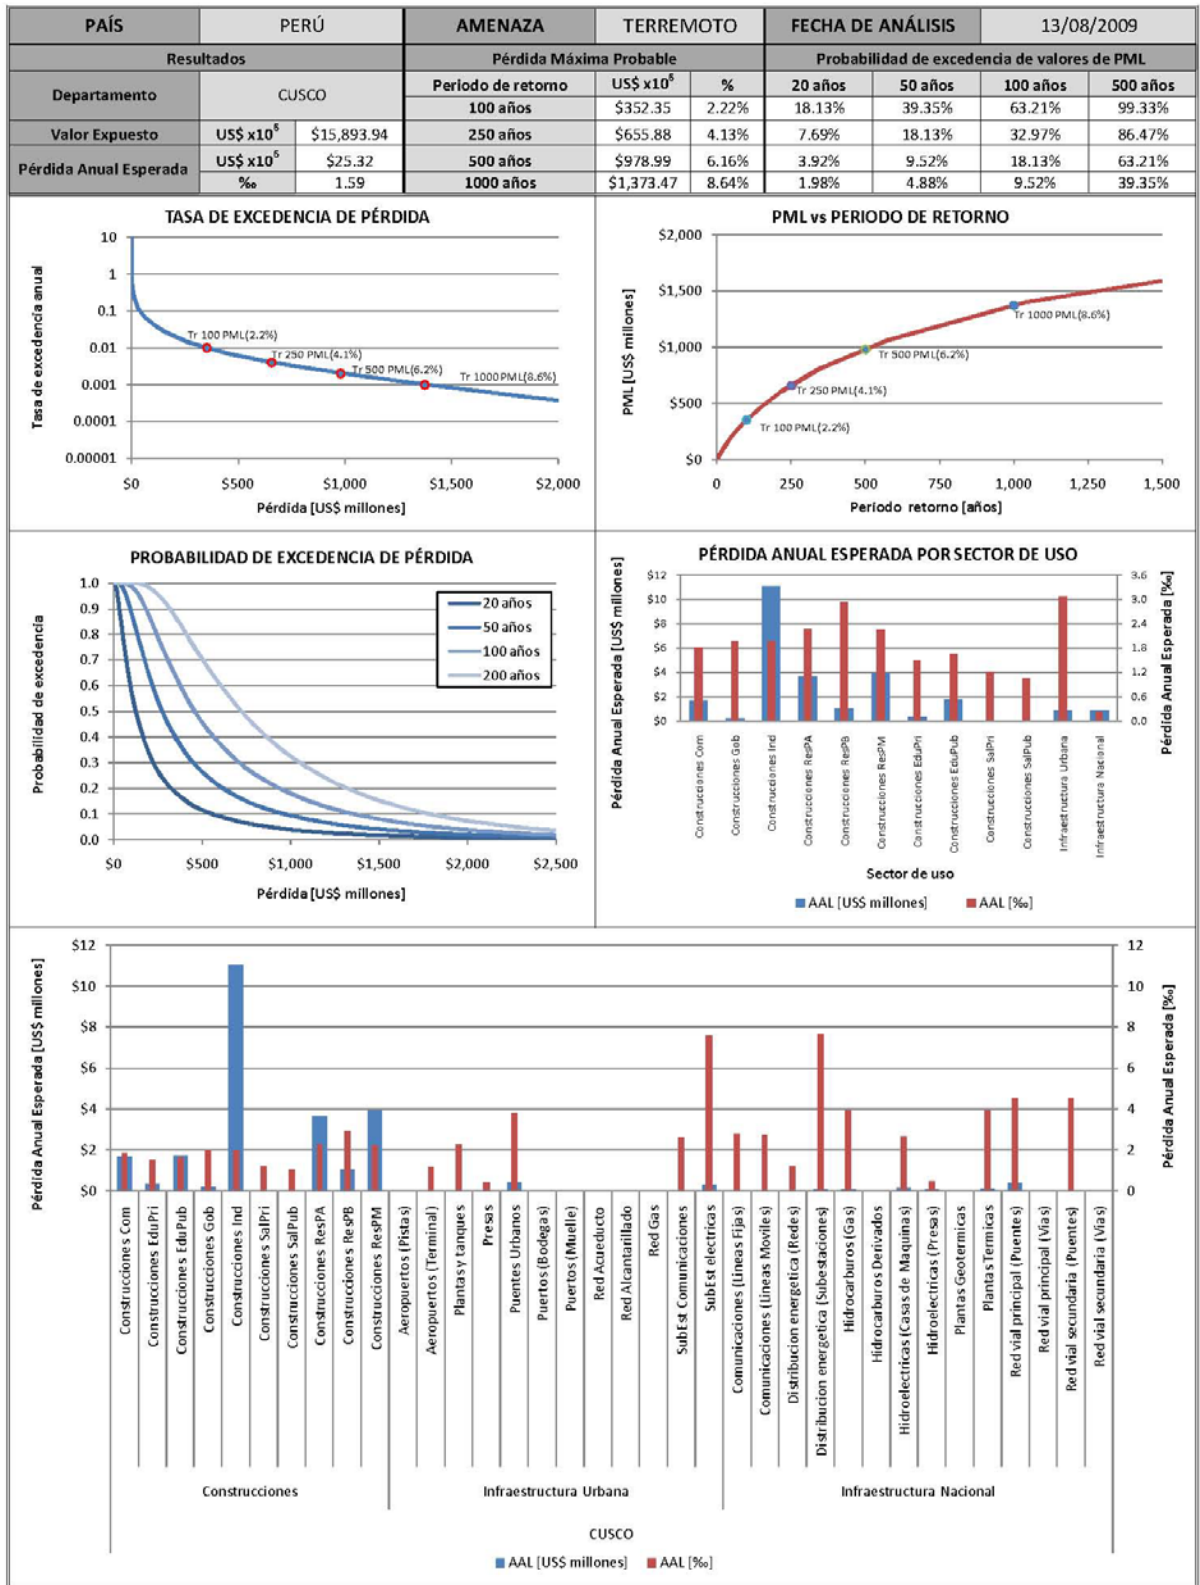 PAÍS PERÚ AMENAZA TERREMOTO FECHA DE ANÁLISIS 13/08/2009
Resultados Pérdida Máxima Probable Probabilidad de excedencia de valores de PML
Departamento CUSCO Periodo de retorno US$ x10⁶ % 20 años 50 años 100 años 500 años
100 años $352.35 2.22% 18.13% 39.35% 63.21% 99.33%
Valor Expuesto US$ x10⁶ $15,893.94 250 años $655.88 4.13% 7.69% 18.13% 32.97% 86.47%
Pérdida Anual Esperada US$ x10⁶ $25.32 500 años $978.99 6.16% 3.92% 9.52% 18.13% 63.21%
‰ 1.59 1000 años $1,373.47 8.64% 1.98% 4.88% 9.52% 39.35%
TASA DE EXCEDENCIA DE PÉRDIDA
Tasa de excedencia anual
10
1
0.1
0.01
0.001
0.0001
0.00001
Tr 100 PML(2.2%)
Tr 250 PML(4.1%)
Tr 500 PML(6.2%)
Tr 1000 PML(8.6%)
$0 $500 $1,000 $1,500 $2,000
Pérdida [US$ millones]
PML vs PERIODO DE RETORNO
PML [US$ millones]
$2,000
$1,500
$1,000
$500
$0
Tr 1000 PML(8.6%)
Tr 500 PML(6.2%)
Tr 250 PML(4.1%)
Tr 100 PML(2.2%)
0 250 500 750 1,000 1,250 1,500
Período retorno [años]
PROBABILIDAD DE EXCEDENCIA DE PÉRDIDA
Probabilidad de excedencia
1.0
0.9
0.8
0.7
0.6
0.5
0.4
0.3
0.2
0.1
0.0
20 años
50 años
100 años
200 años
$0 $500 $1,000 $1,500 $2,000 $2,500
Pérdida [US$ millones]
PÉRDIDA ANUAL ESPERADA POR SECTOR DE USO
Pérdida Anual Esperada [US$ millones]
$12
$10
$8
$6
$4
$2
$0
3.6
3.0
2.4
1.8
1.2
0.6
0.0
Pérdida Anual Esperada [‰]
Construcciones Com
Construcciones Gob
Construcciones Ind
Construcciones ResPA
Construcciones ResPB
Construcciones ResPM
Construcciones EduPri
Construcciones EduPub
Construcciones SalPri
Construcciones SalPub
Infraestructura Urbana
Infraestructura Nacional
Sector de uso
AAL [US$ millones] AAL [‰]
Pérdida Anual Esperada [US$ millones]
$12
$10
$8
$6
$4
$2
$0
12
10
8
6
4
2
0
Pérdida Anual Esperada [‰]
Construcciones Com
Construcciones EduPri
Construcciones EduPub
Construcciones Gob
Construcciones Ind
Construcciones SalPri
Construcciones SalPub
Construcciones ResPA
Construcciones ResPB
Construcciones ResPM
Aeropuertos (Pistas)
Aeropuertos (Terminal)
Plantas y tanques
Presas
Puentes Urbanos
Puertos (Bodegas)
Puertos (Muelle)
Red Acueducto
Red Alcantarillado
Red Gas
SubEst Comunicaciones
SubEst electricas
Comunicaciones (Lineas Fijas)
Comunicaciones (Lineas Moviles)
Distribucion energetica (Redes)
Distribucion energetica (Subestaciones)
Hidrocarburos (Gas)
Hidrocarburos Derivados
Hidroelectricas (Casas de Maquinas)
Hidroelectricas (Presas)
Plantas Geotermicas
Plantas Termicas
Red vial principal (Puentes)
Red vial principal (Vias)
Red vial secundaria (Puentes)
Red vial secundaria (Vias)
Construcciones Infraestructura Urbana Infraestructura Nacional
CUSCO
AAL [US$ millones] AAL [‰]